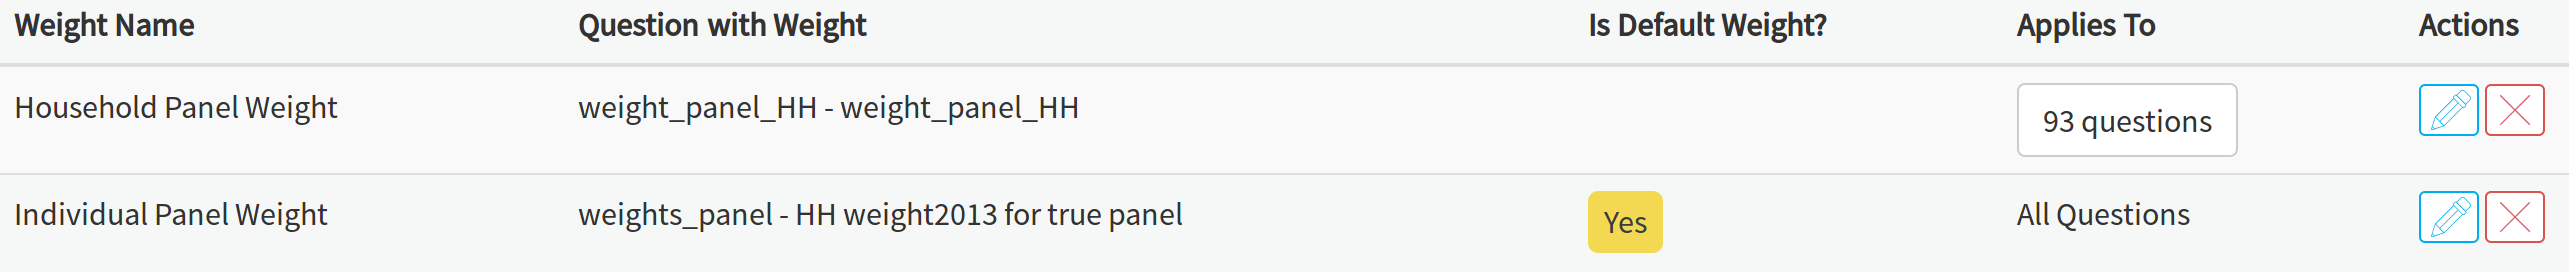 Weight Name Question with Weight Is Default Weight? Applies To Actions
Household Panel Weight weight_panel_HH - weight_panel_HH 93 questions
Individual Panel Weight weights_panel - HH weight2013 for true panel Yes All Questions